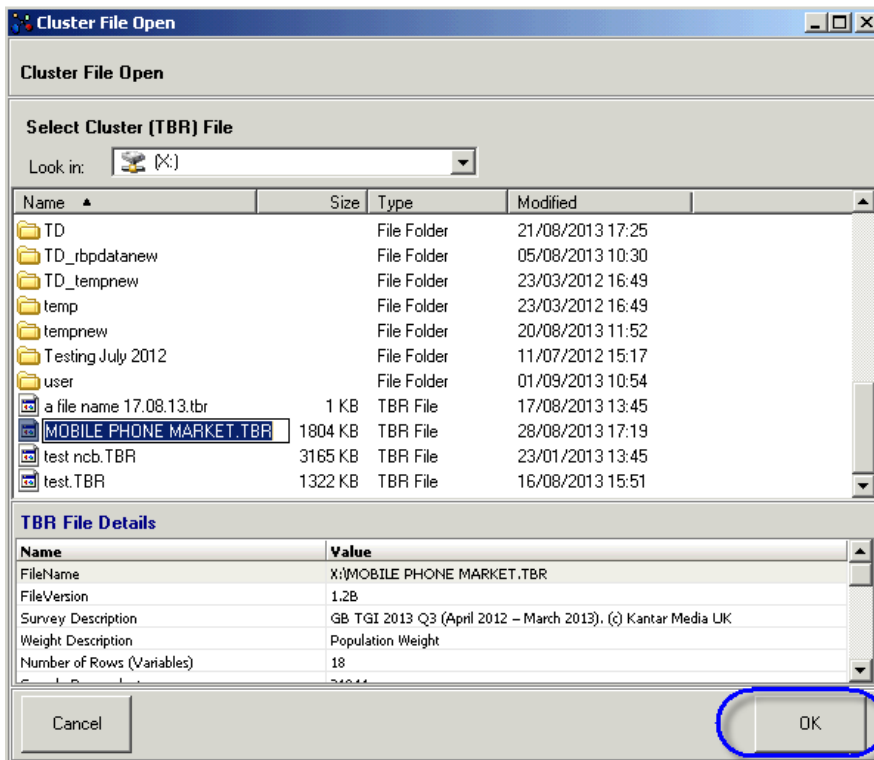 Cluster File Open
Cluster File Open
Select Cluster (TBR) File
Look in: (X:)
Name Size Type Modified
TD File Folder 21/08/2013 17:25
TD_rbpdatanew File Folder 05/08/2013 10:30
TD_tempnew File Folder 23/03/2012 16:49
temp File Folder 23/03/2012 16:49
tempnew File Folder 20/08/2013 11:52
Testing July 2012 File Folder 11/07/2012 15:17
user File Folder 01/09/2013 10:54
a file name 17.08.13.tbr 1 KB TBR File 17/08/2013 13:45
MOBILE PHONE MARKET.TBR 1804 KB TBR File 28/08/2013 17:19
test ncb.TBR 3165 KB TBR File 23/01/2013 13:45
test.TBR 1322 KB TBR File 16/08/2013 15:51
TBR File Details
Name Value
FileName X:\MOBILE PHONE MARKET.TBR
FileVersion 1.2B
Survey Description GB TGI 2013 Q3 (April 2012 – March 2013). (c) Kantar Media UK
Weight Description Population Weight
Number of Rows (Variables) 18
Cancel OK